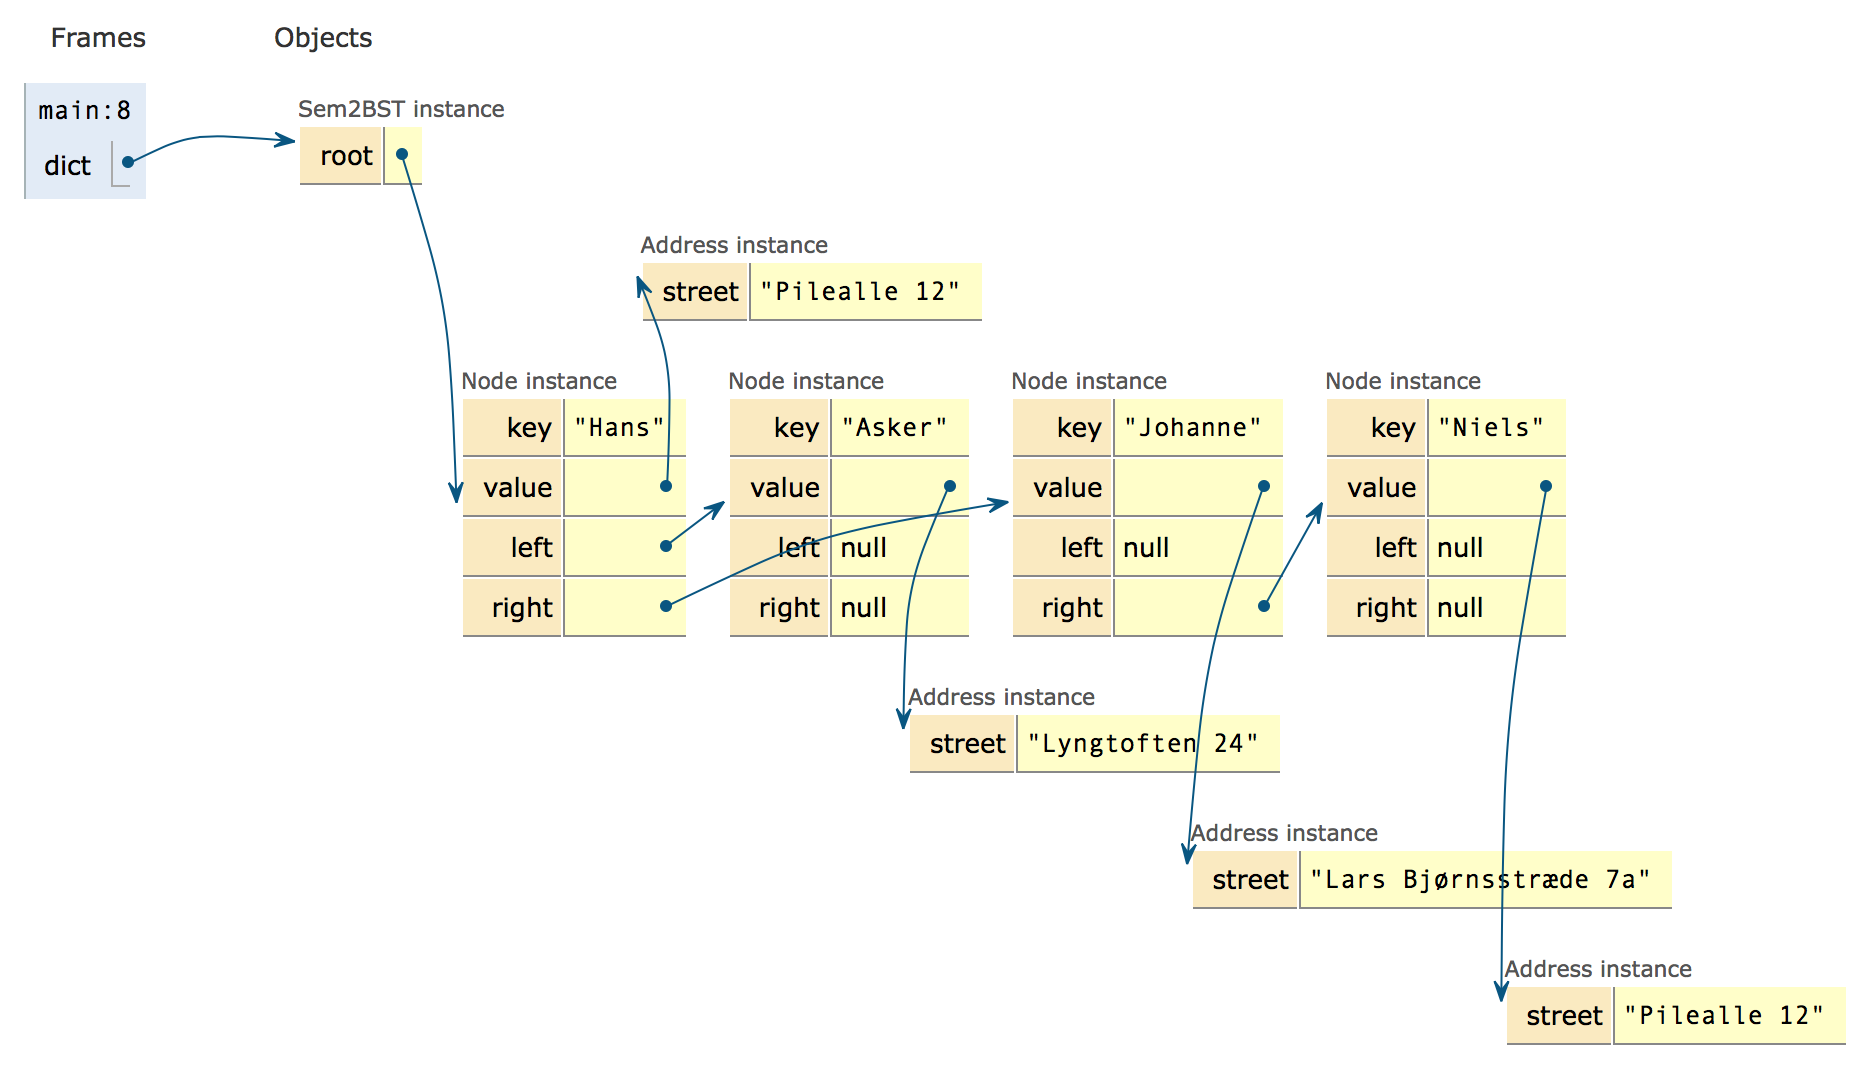 Frames
Objects
main:8
dict
Sem2BST instance
root
Address instance
street "Pilealle 12"
Node instance
key "Hans"
value
left
right
Node instance
key "Asker"
value
left null
right null
Node instance
key "Johanne"
value
left null
right
Node instance
key "Niels"
value
left null
right null
Address instance
street "Lyngtoften 24"
Address instance
street "Lars Bjørnsstræde 7a"
Address instance
street "Pilealle 12"